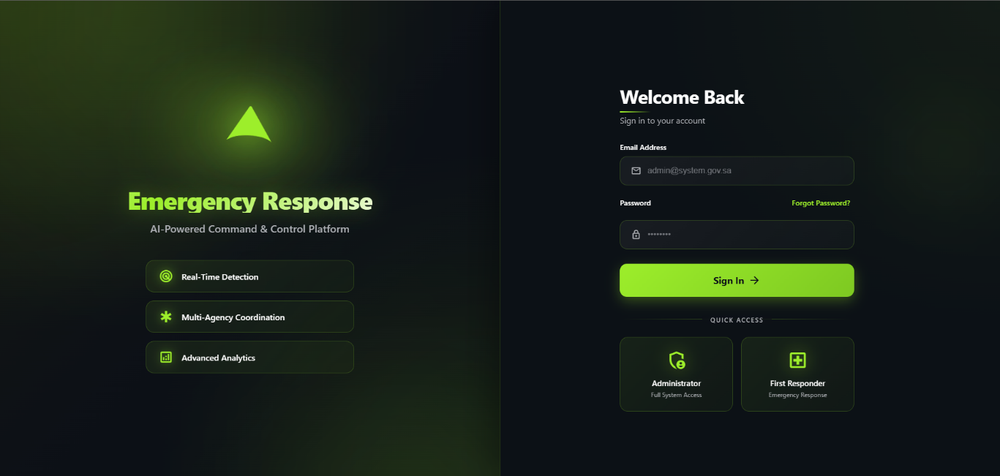 Emergency Response
AI-Powered Command & Control Platform
Real-Time Detection
Multi-Agency Coordination
Advanced Analytics
Welcome Back
Sign in to your account
Email Address
admin@system.gov.sa
Password
Forgot Password?
••••••••
Sign In →
QUICK ACCESS
Administrator
Full System Access
First Responder
Emergency Response